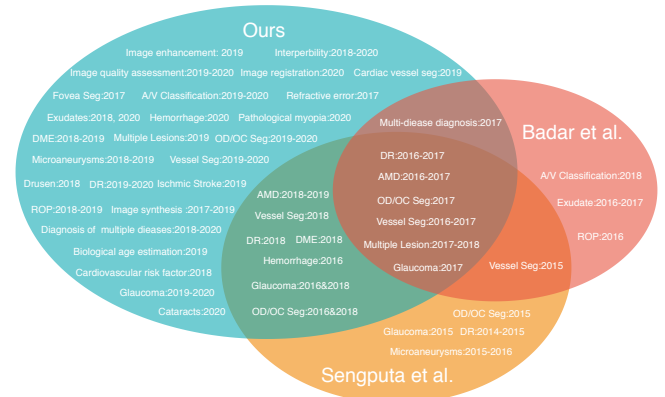 Ours
Image enhancement: 2019 Interperbility:2018-2020
Image quality assessment:2019-2020 Image registration:2020 Cardiac vessel seg:2019
Fovea Seg:2017 A/V Classification:2019-2020 Refractive error:2017
Exudates:2018, 2020 Hemorrhage:2020 Pathological myopia:2020
Multi-diease diagnosis:2017
Badar et al.
DME:2018-2019 Multiple Lesions:2019 OD/OC Seg:2019-2020
Microaneurysms:2018-2019 Vessel Seg:2019-2020
DR:2016-2017
Drusen:2018 DR:2019-2020 Ischmic Stroke:2019
AMD:2016-2017
A/V Classification:2018
AMD:2018-2019
OD/OC Seg:2017
Exudate:2016-2017
ROP:2018-2019 Image synthesis :2017-2019
Vessel Seg:2018
Vessel Seg:2016-2017
Diagnosis of multiple dieases:2018-2020
ROP:2016
DR:2018 DME:2018
Multiple Lesion:2017-2018
Biological age estimation:2019
Hemorrhage:2016
Glaucoma:2017
Vessel Seg:2015
Cardiovascular risk factor:2018
Glaucoma:2016&2018
Glaucoma:2019-2020
Cataracts:2020
OD/OC Seg:2016&2018
OD/OC Seg:2015
Glaucoma:2015 DR:2014-2015
Microaneurysms:2015-2016
Sengputa et al.